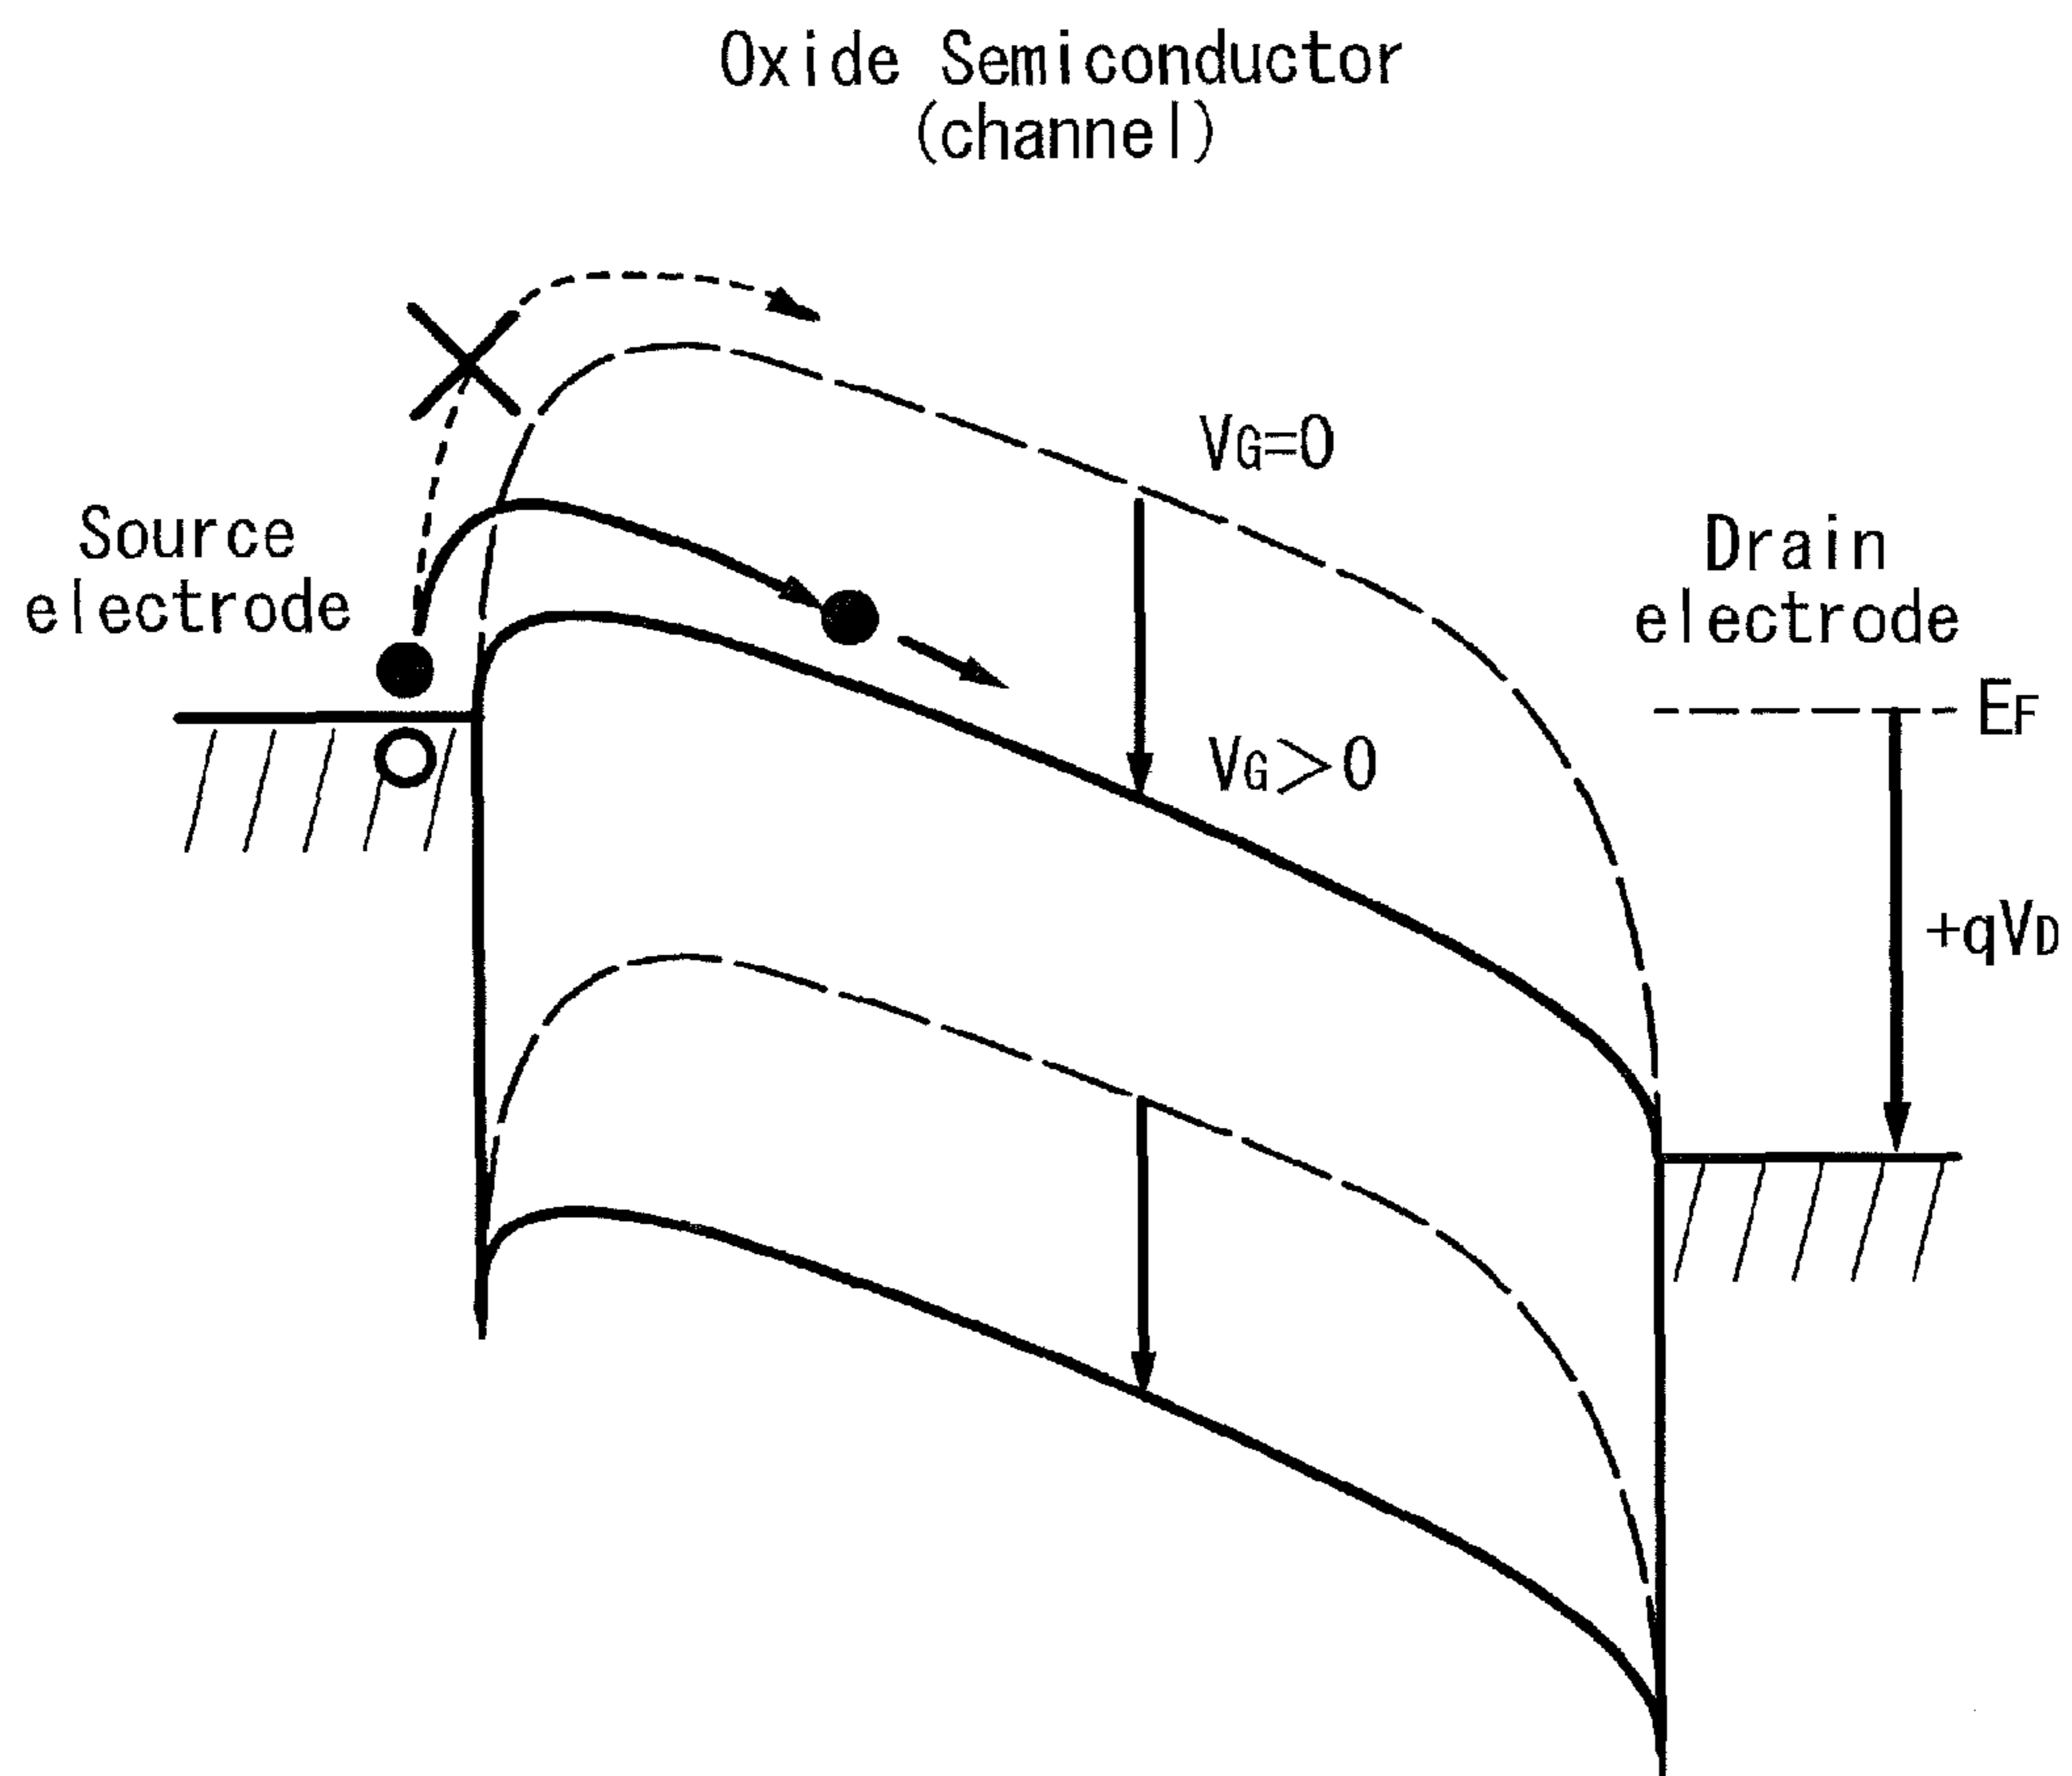 Oxide Semiconductor
(channel)
VG=0
Source
electrode
Drain
electrode
EF
VG>0
+qVD